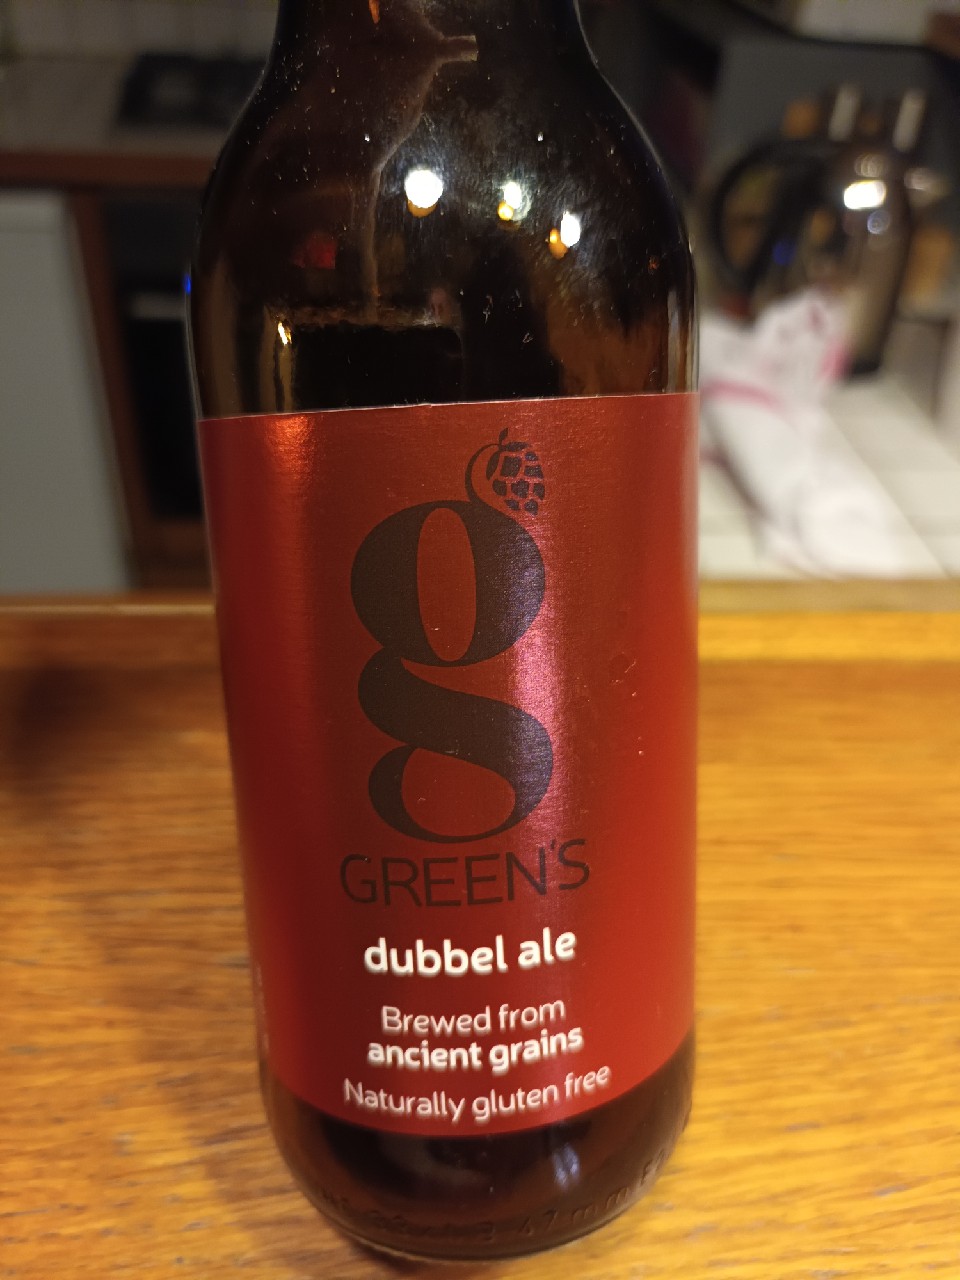 g
GREEN'S
dubbel ale
Brewed from
ancient grains
Naturally gluten free